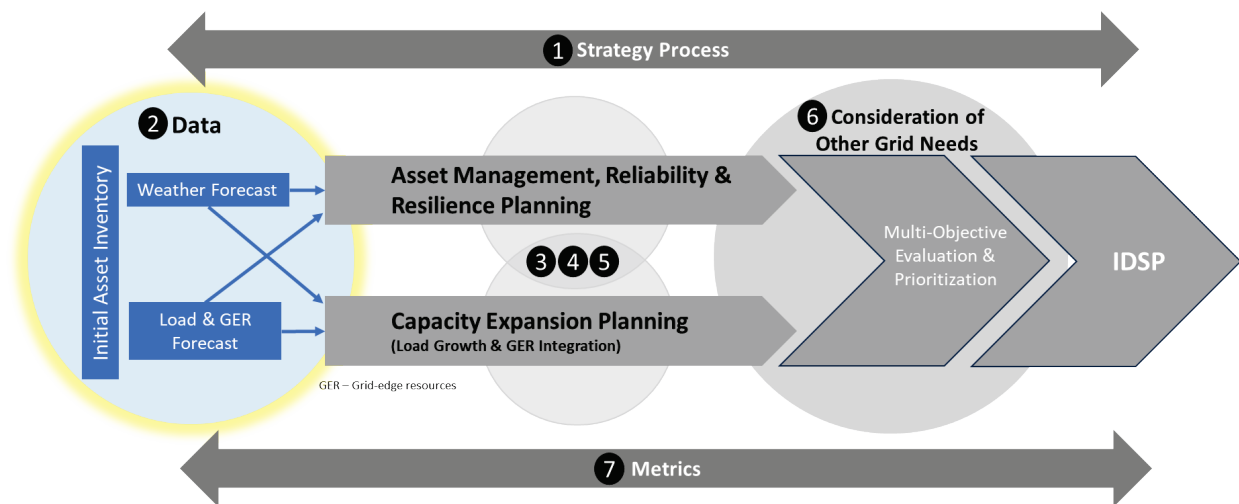 1 Strategy Process
2 Data
Initial Asset Inventory
Weather Forecast
Load & GER
Forecast
Asset Management, Reliability &
Resilience Planning
3 4 5
Capacity Expansion Planning
(Load Growth & GER Integration)
GER – Grid-edge resources
6 Consideration of
Other Grid Needs
Multi-Objective
Evaluation &
Prioritization
IDSP
7 Metrics